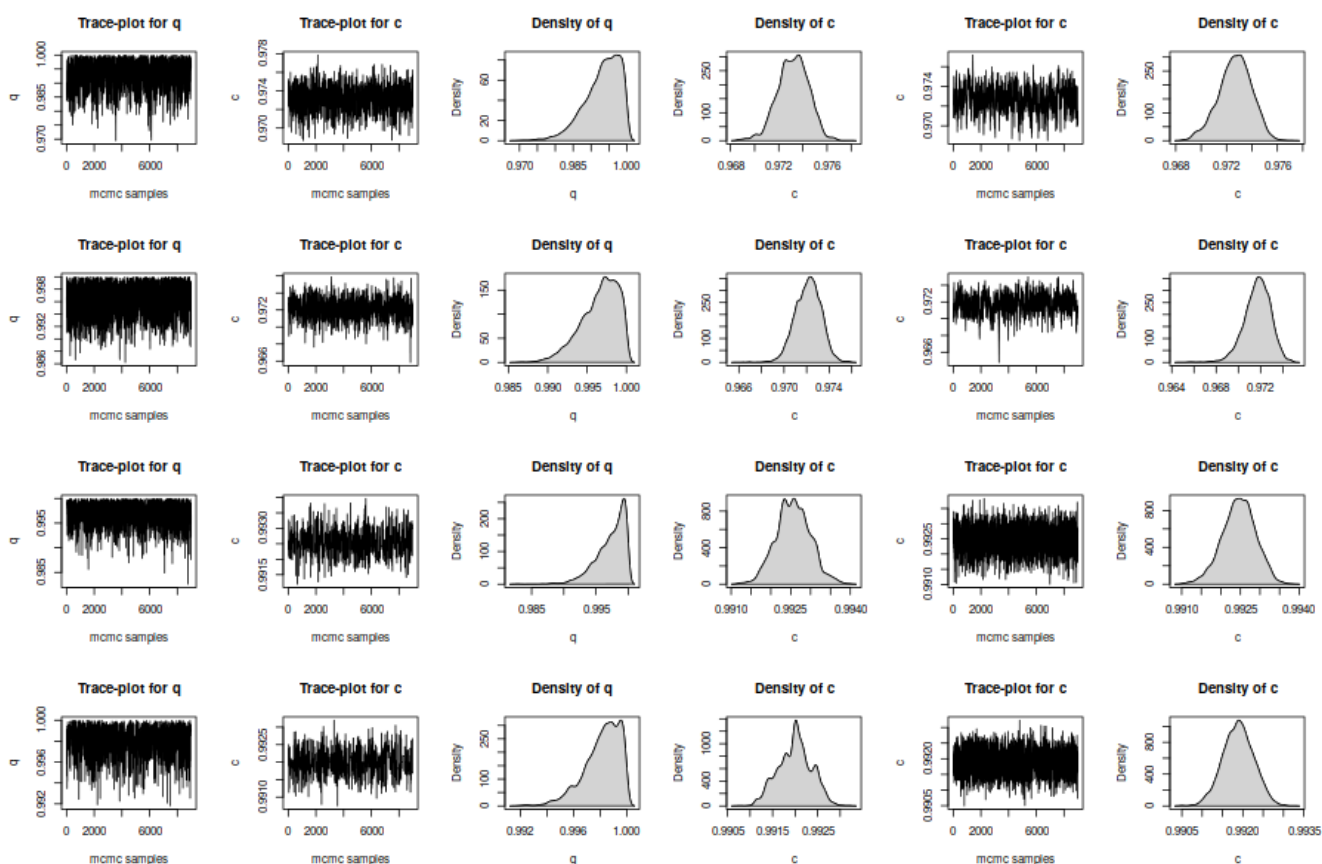 Trace-plot for q Trace-plot for c Density of q Density of c Trace-plot for c Density of c
q 0.970 0.985 1.000 2000 6000 0 mcmc samples
c 0.970 0.974 0.978 0 2000 6000 mcmc samples
Density 0 20 60 0.970 0.985 1.000 q
Density 0 100 250 0.968 0.972 0.976 c
c 0.970 0.974 0 2000 6000 mcmc samples
Density 0 100 250 0.968 0.973 0.976 c
Trace-plot for q Trace-plot for c Density of q Density of c Trace-plot for c Density of c
q 0.986 0.992 0.998 0 2000 6000 mcmc samples
c 0.966 0.972 0 2000 6000 mcmc samples
Density 0 50 150 0.985 0.990 0.995 1.000 q
Density 0 100 250 0.966 0.970 0.974 c
c 0.966 0.972 0 2000 6000 mcmc samples
Density 0 100 250 0.964 0.968 0.972 c
Trace-plot for q Trace-plot for c Density of q Density of c Trace-plot for c Density of c
q 0.985 0.995 0 2000 6000 mcmc samples
c 0.9915 0.9930 0 2000 6000 mcmc samples
Density 0 50 100 200 0.985 0.995 q
Density 0 400 800 0.9910 0.9925 0.9940 c
c 0.9910 0.9925 0 2000 6000 mcmc samples
Density 0 400 800 0.9910 0.9925 0.9940 c
Trace-plot for q Trace-plot for c Density of q Density of c Trace-plot for c Density of c
q 0.992 0.996 1.000 0 2000 6000 mcmc samples
c 0.9910 0.9925 0 2000 6000 mcmc samples
Density 0 50 150 250 0.992 0.996 1.000 q
Density 0 400 1000 0.9905 0.9915 0.9925 c
c 0.9905 0.9920 0 2000 6000 mcmc samples
Density 0 400 800 0.9905 0.9920 0.9935 c